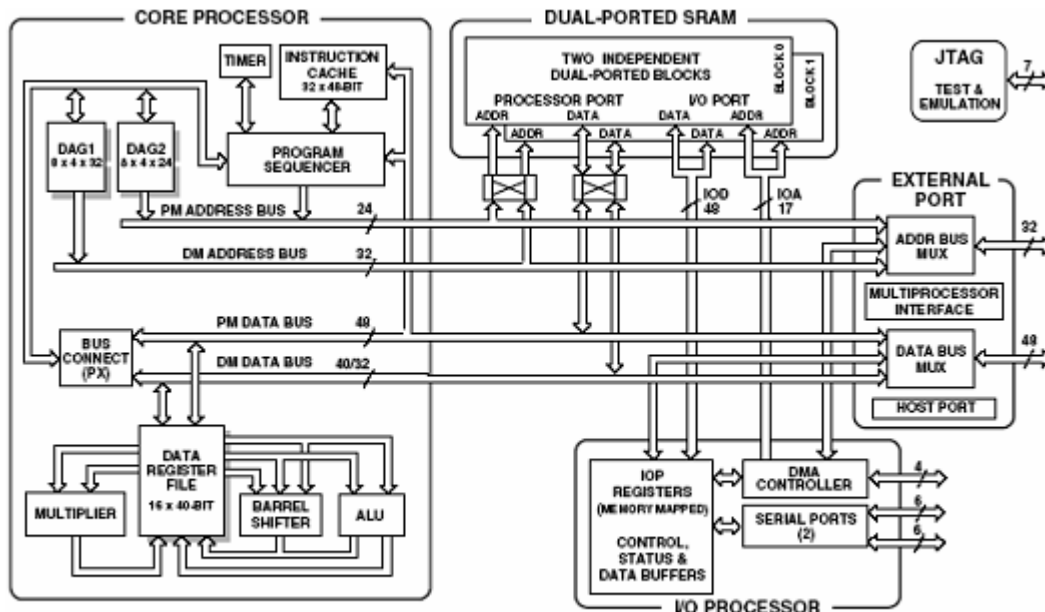 CORE PROCESSOR
TIMER
INSTRUCTION
CACHE
32 x 48-BIT
DAG1
8 x 4 x 32
DAG2
8 x 4 x 24
PROGRAM
SEQUENCER
PM ADDRESS BUS
24
DM ADDRESS BUS
32
PM DATA BUS
48
BUS
CONNECT
(PX)
DM DATA BUS
40/32
DATA
REGISTER
FILE
16 x 40-BIT
MULTIPLIER
BARREL
SHIFTER
ALU
DUAL-PORTED SRAM
TWO INDEPENDENT
DUAL-PORTED BLOCKS
BLOCK 0
BLOCK 1
PROCESSOR PORT
I/O PORT
ADDR
DATA
DATA
ADDR
ADDR
DATA
DATA
ADDR
IOD
48
IOA
17
JTAG
TEST &
EMULATION
7
EXTERNAL
PORT
ADDR BUS
MUX
32
MULTIPROCESSOR
INTERFACE
DATA BUS
MUX
48
HOST PORT
IOP
REGISTERS
(MEMORY MAPPED)
CONTROL,
STATUS &
DATA BUFFERS
DMA
CONTROLLER
4
SERIAL PORTS
(2)
6
6
I/O PROCESSOR